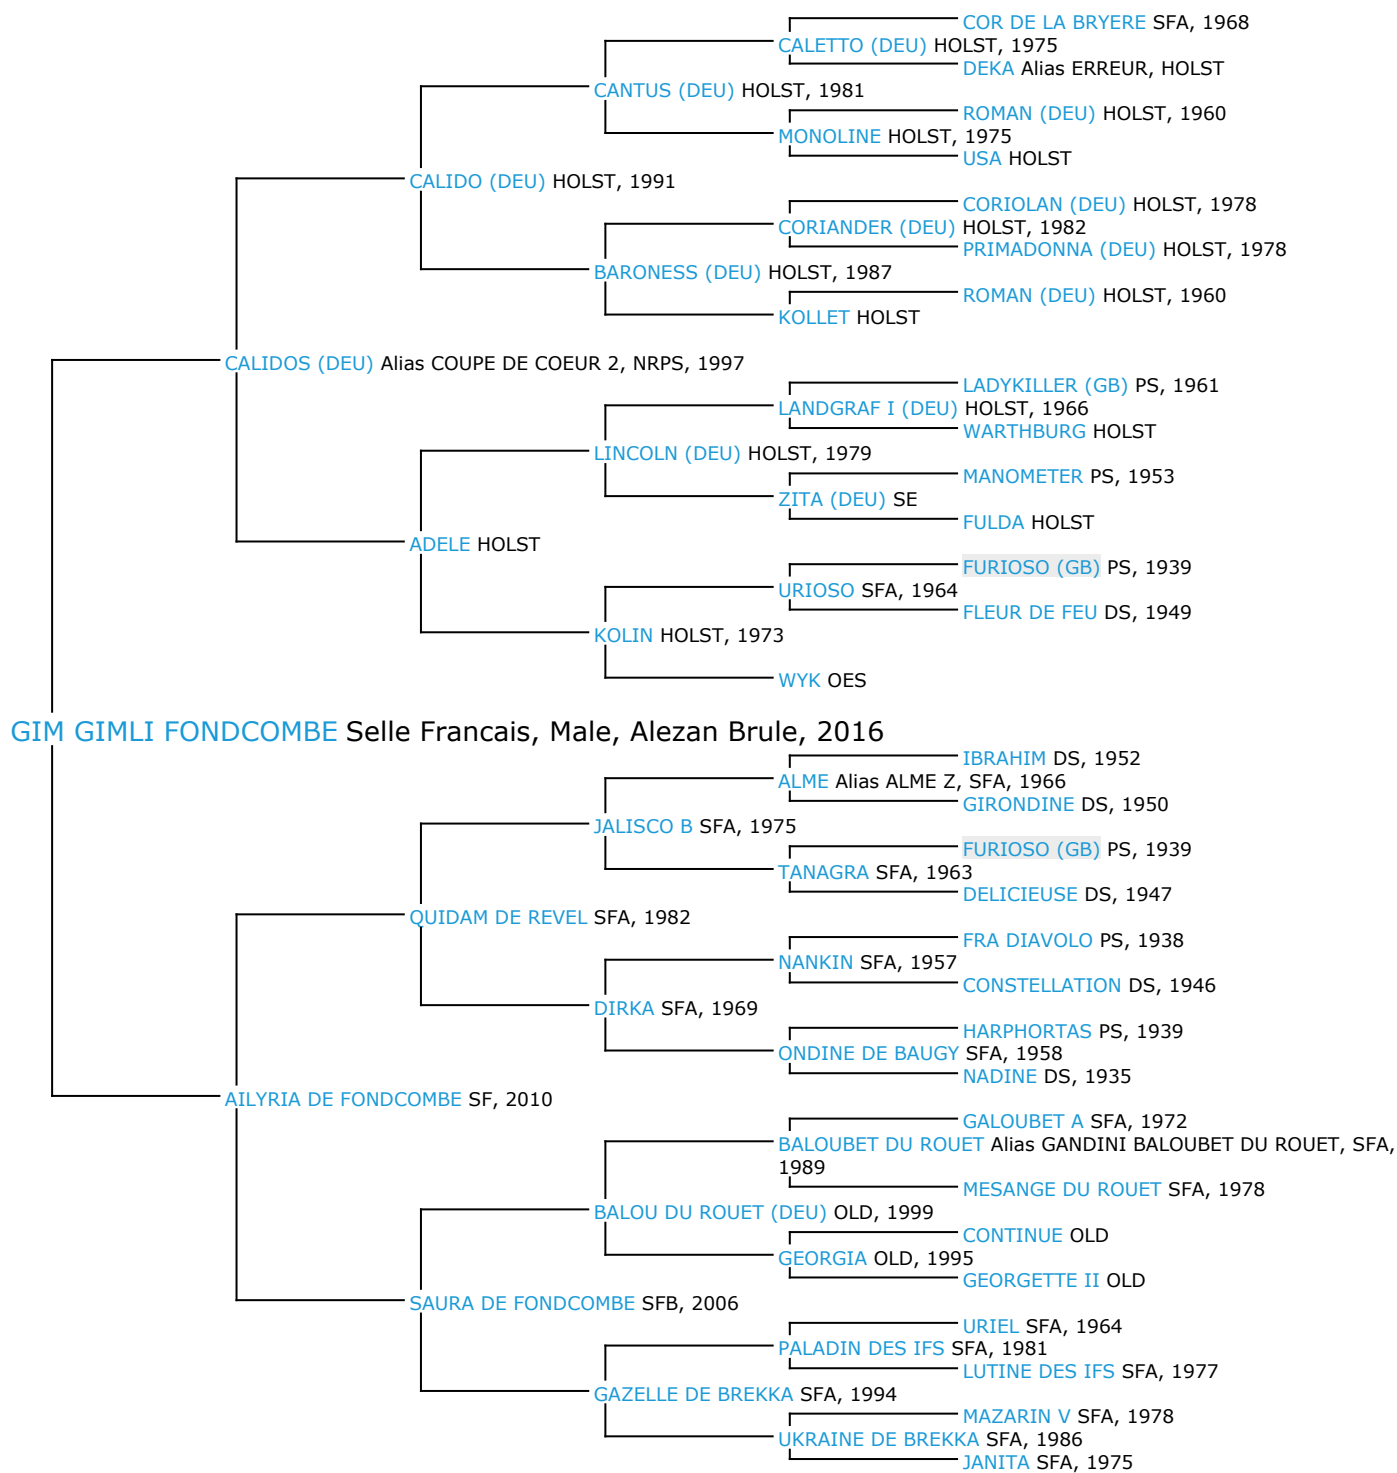 COR DE LA BRYERE SFA, 1968
CALETTO (DEU) HOLST, 1975
DEKA Alias ERREUR, HOLST
CANTUS (DEU) HOLST, 1981
ROMAN (DEU) HOLST, 1960
MONOLINE HOLST, 1975
USA HOLST
CALIDO (DEU) HOLST, 1991
CORIOLAN (DEU) HOLST, 1978
CORIANDER (DEU) HOLST, 1982
PRIMADONNA (DEU) HOLST, 1978
BARONESS (DEU) HOLST, 1987
ROMAN (DEU) HOLST, 1960
KOLLET HOLST
CALIDOS (DEU) Alias COUPE DE COEUR 2, NRPS, 1997
LADYKILLER (GB) PS, 1961
LANDGRAF I (DEU) HOLST, 1966
WARTHBURG HOLST
LINCOLN (DEU) HOLST, 1979
MANOMETER PS, 1953
ZITA (DEU) SE
FULDA HOLST
ADELE HOLST
FURIOSO (GB) PS, 1939
URIOSO SFA, 1964
FLEUR DE FEU DS, 1949
KOLIN HOLST, 1973
WYK OES
GIM GIMLI FONDCOMBE Selle Francais, Male, Alezan Brule, 2016
IBRAHIM DS, 1952
ALME Alias ALME Z, SFA, 1966
GIRONDINE DS, 1950
JALISCO B SFA, 1975
FURIOSO (GB) PS, 1939
TANAGRA SFA, 1963
DELICIEUSE DS, 1947
QUIDAM DE REVEL SFA, 1982
FRA DIAVOLO PS, 1938
NANKIN SFA, 1957
CONSTELLATION DS, 1946
DIRKA SFA, 1969
HARPHORTAS PS, 1939
ONDINE DE BAUGY SFA, 1958
NADINE DS, 1935
AILYRIA DE FONDCOMBE SF, 2010
GALOUBET A SFA, 1972
BALOUBET DU ROUET Alias GANDINI BALOUBET DU ROUET, SFA,
1989
MESANGE DU ROUET SFA, 1978
BALOU DU ROUET (DEU) OLD, 1999
CONTINUE OLD
GEORGIA OLD, 1995
GEORGETTE II OLD
SAURA DE FONDCOMBE SFB, 2006
URIEL SFA, 1964
PALADIN DES IFS SFA, 1981
LUTINE DES IFS SFA, 1977
GAZELLE DE BREKKA SFA, 1994
MAZARIN V SFA, 1978
UKRAINE DE BREKKA SFA, 1986
JANITA SFA, 1975